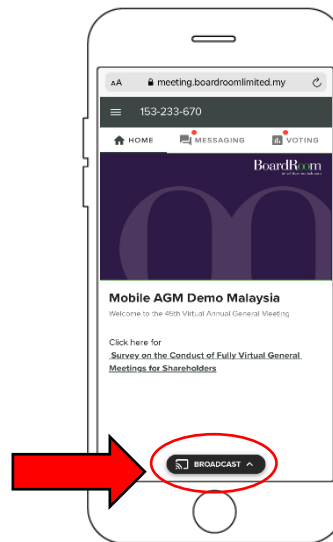 AA meeting.boardroomlimited.my
153-233-670
HOME MESSAGING VOTING
BoardRoom
Mobile AGM Demo Malaysia
Welcome to the 45th Virtual Annual General Meeting
Click here for
Survey on the Conduct of Fully Virtual General
Meetings for Shareholders
BROADCAST